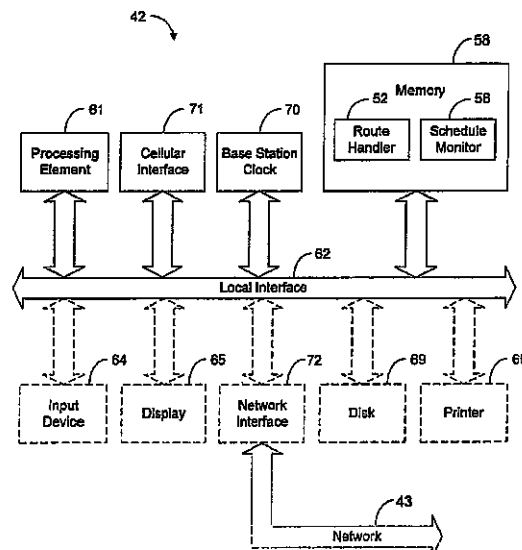 42
58
61
71
70
Memory
52
56
Processing
Element
Cellular
Interface
Base Station
Clock
Route
Handler
Schedule
Monitor
62
Local Interface
64
65
72
69
Input
Device
Display
Network
Interface
Disk
Printer
43
Network